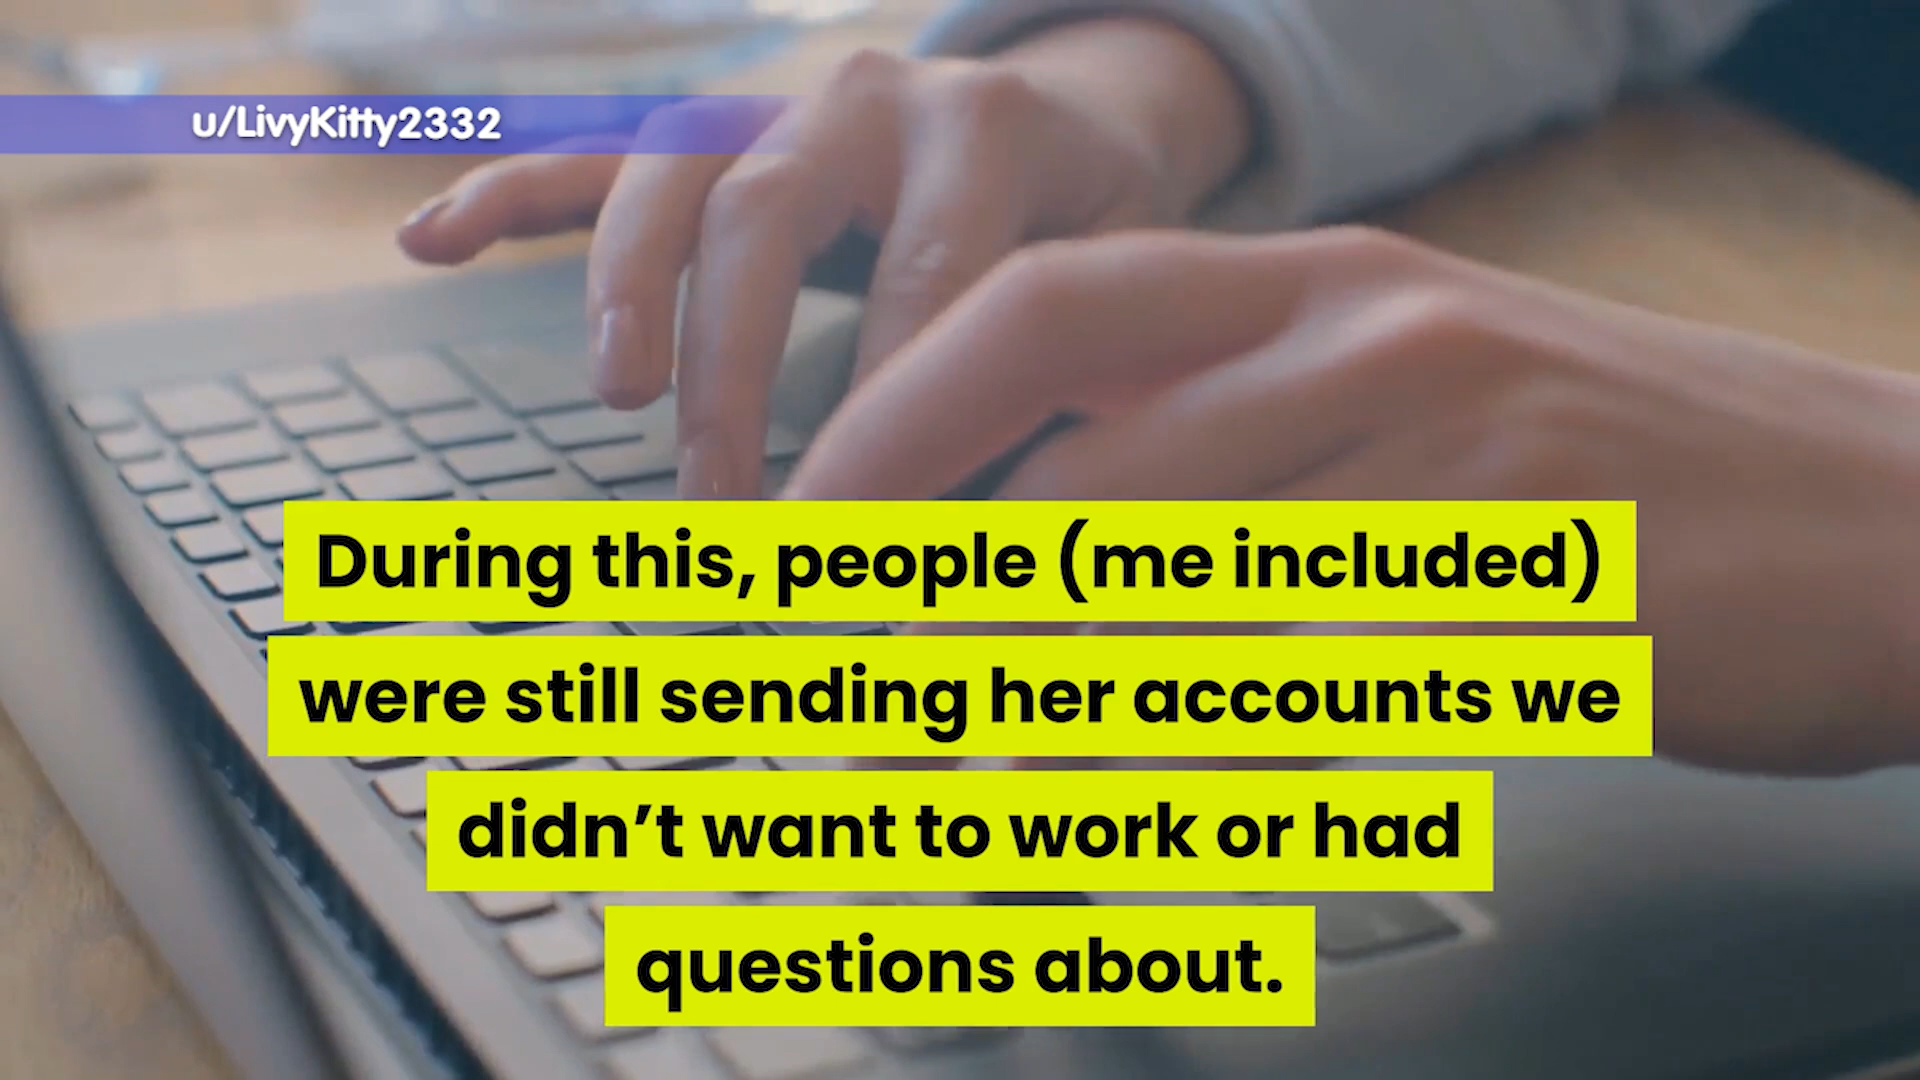 u/LivyKitty2332
During this, people (me included)
were still sending her accounts we
didn’t want to work or had
questions about.